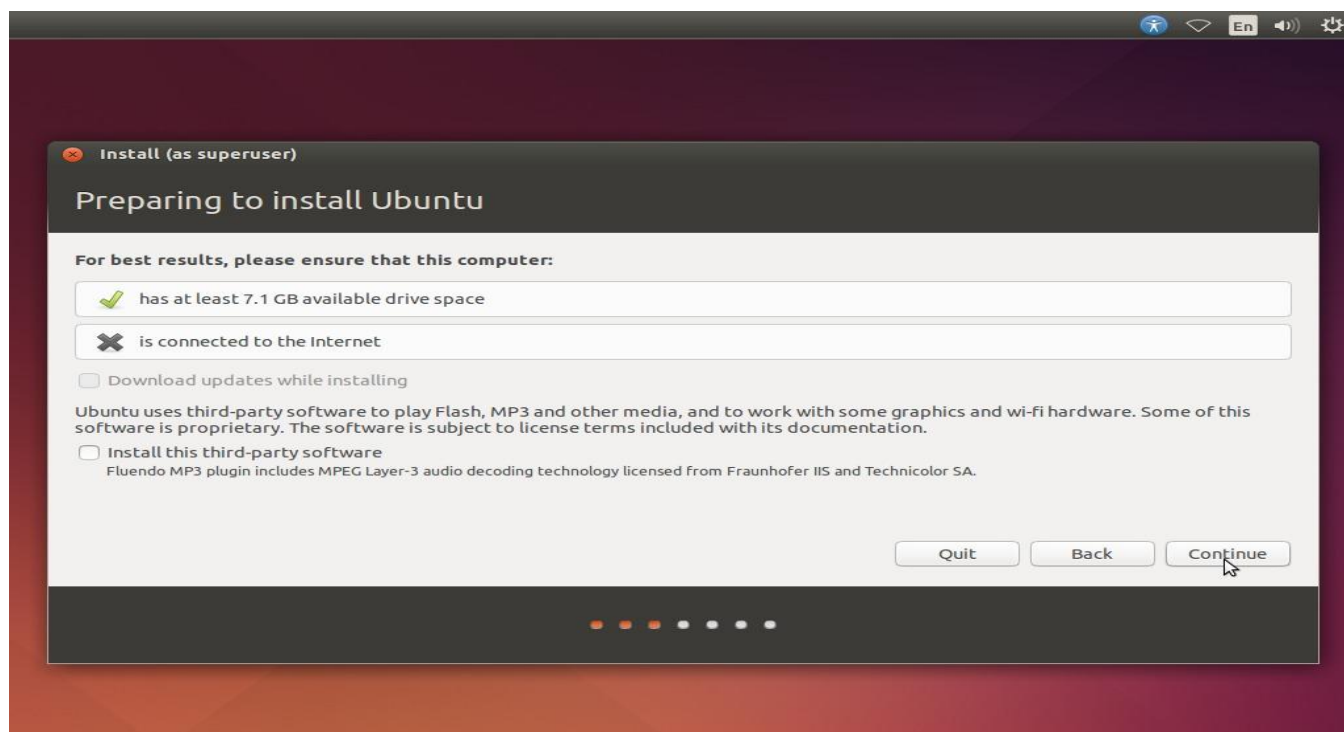 En
Install (as superuser)
Preparing to install Ubuntu
For best results, please ensure that this computer:
has at least 7.1 GB available drive space
is connected to the Internet
Download updates while installing
Ubuntu uses third-party software to play Flash, MP3 and other media, and to work with some graphics and wi-fi hardware. Some of this
software is proprietary. The software is subject to license terms included with its documentation.
Install this third-party software
Fluendo MP3 plugin includes MPEG Layer-3 audio decoding technology licensed from Fraunhofer IIS and Technicolor SA.
Quit Back Continue